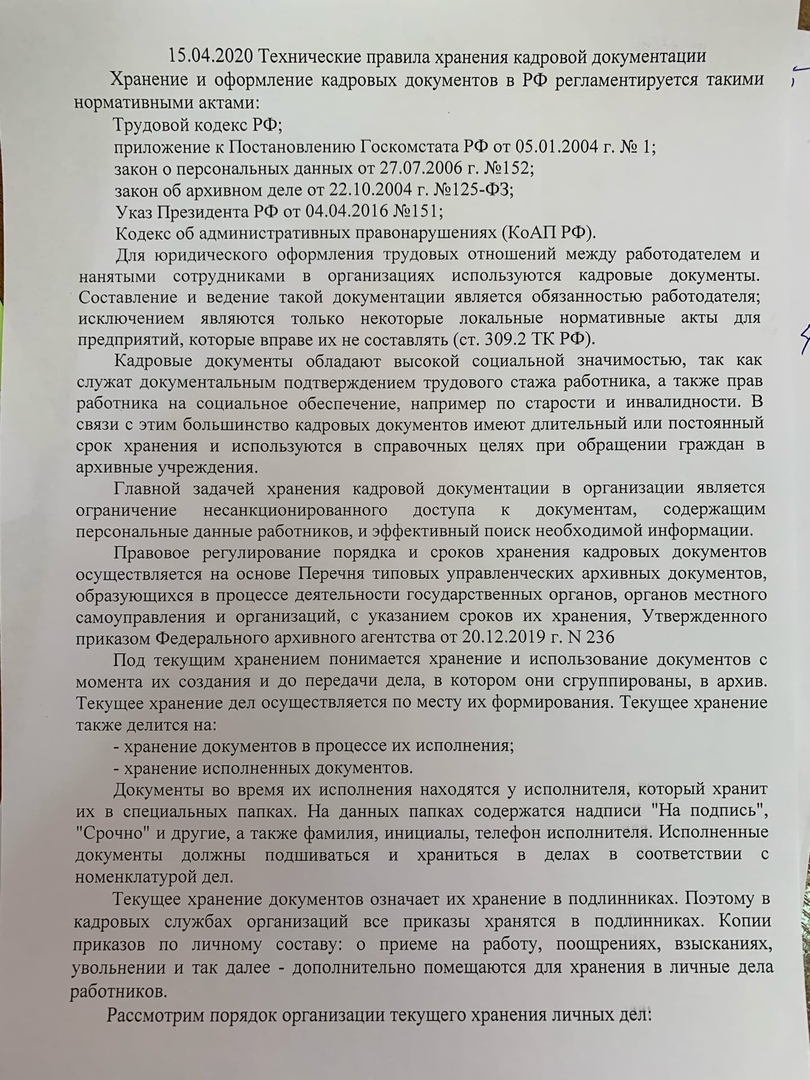 15.04.2020 Технические правила хранения кадровой документации
Хранение и оформление кадровых документов в РФ регламентируется такими
нормативными актами:
Трудовой кодекс РФ;
приложение к Постановлению Госкомстата РФ от 05.01.2004 г. № 1;
закон о персональных данных от 27.07.2006 г. №152;
закон об архивном деле от 22.10.2004 г. №125-ФЗ;
Указ Президента РФ от 04.04.2016 №151;
Кодекс об административных правонарушениях (КоАП РФ).
Для юридического оформления трудовых отношений между работодателем и
нанятыми сотрудниками в организациях используются кадровые документы.
Составление и ведение такой документации является обязанностью работодателя;
исключением являются только некоторые локальные нормативные акты для
предприятий, которые вправе их не составлять (ст. 309.2 ТК РФ).
Кадровые документы обладают высокой социальной значимостью, так как
служат документальным подтверждением трудового стажа работника, а также прав
работника на социальное обеспечение, например по старости и инвалидности. В
связи с этим большинство кадровых документов имеют длительный или постоянный
срок хранения и используются в справочных целях при обращении граждан в
архивные учреждения.
Главной задачей хранения кадровой документации в организации является
ограничение несанкционированного доступа к документам, содержащим
персональные данные работников, и эффективный поиск необходимой информации.
Правовое регулирование порядка и сроков хранения кадровых документов
осуществляется на основе Перечня типовых управленческих архивных документов,
образующихся в процессе деятельности государственных органов, органов местного
самоуправления и организаций, с указанием сроков их хранения, Утвержденного
приказом Федерального архивного агентства от 20.12.2019 г. N 236
Под текущим хранением понимается хранение и использование документов с
момента их создания и до передачи дела, в котором они сгруппированы, в архив.
Текущее хранение дел осуществляется по месту их формирования. Текущее хранение
также делится на:
- хранение документов в процессе их исполнения;
- хранение исполненных документов.
Документы во время их исполнения находятся у исполнителя, который хранит
их в специальных папках. На данных папках содержатся надписи "На подпись",
"Срочно" и другие, а также фамилия, инициалы, телефон исполнителя. Исполненные
документы должны подшиваться и храниться в делах в соответствии с
номенклатурой дел.
Текущее хранение документов означает их хранение в подлинниках. Поэтому в
кадровых службах организаций все приказы хранятся в подлинниках. Копии
приказов по личному составу: о приеме на работу, поощрениях, взысканиях,
увольнении и так далее - дополнительно помещаются для хранения в личные дела
работников.
Рассмотрим порядок организации текущего хранения личных дел: